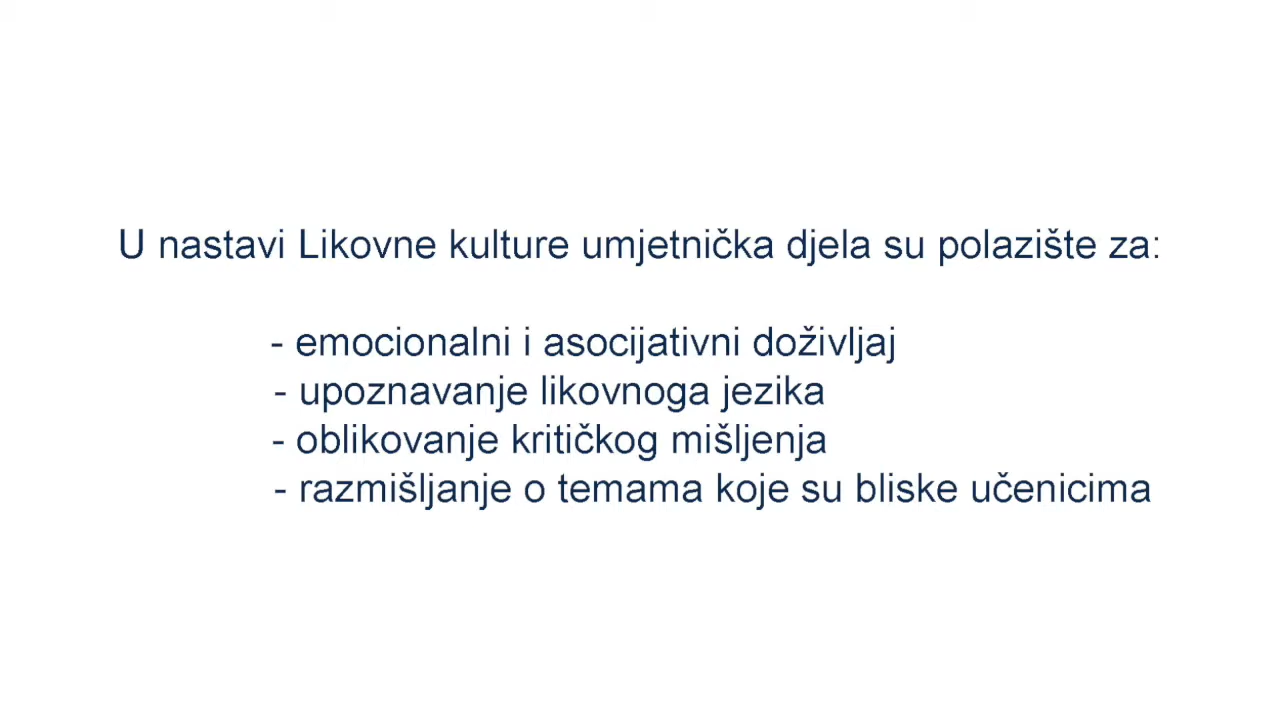 U nastavi Likovne kulture umjetnička djela su polazište za:
- emocionalni i asocijativni doživljaj
- upoznavanje likovnoga jezika
- oblikovanje kritičkog mišljenja
- razmišljanje o temama koje su bliske učenicima